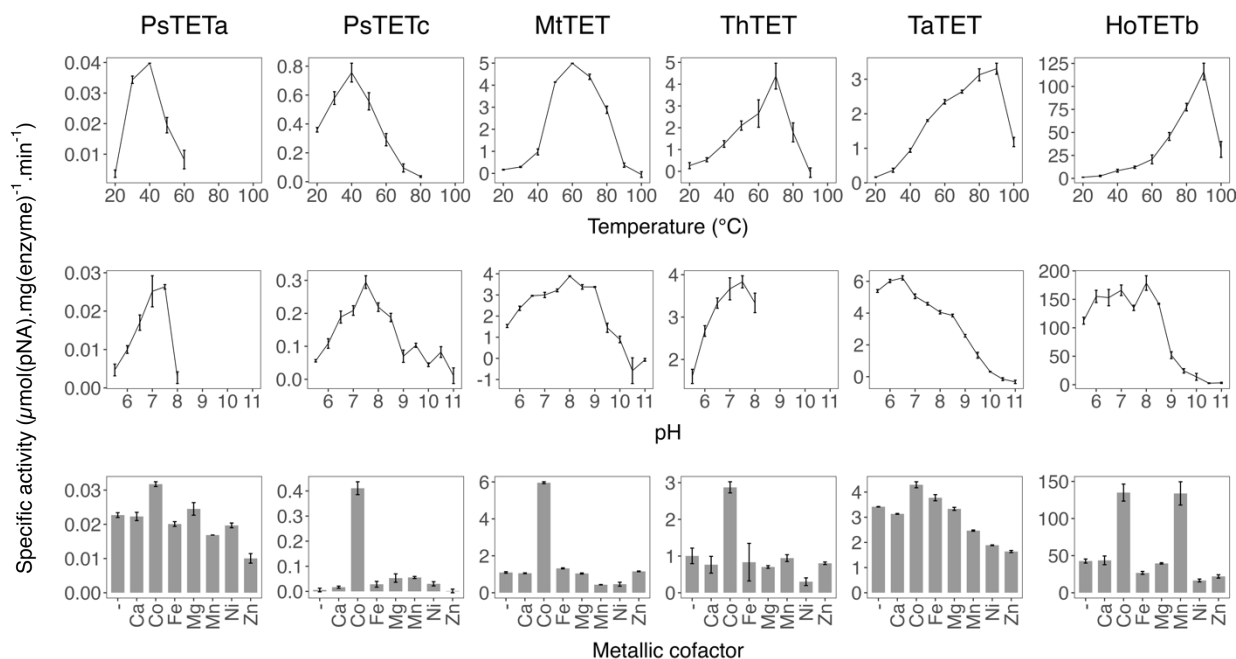 PsTETa PsTETc MtTET ThTET TaTET HoTETb
Specific activity (μmol(pNA).mg(enzyme)⁻¹.min⁻¹)
0.04 0.03 0.02 0.01
0.8 0.6 0.4 0.2 0.0
5 4 3 2 1 0
5 4 3 2 1 0
3 2 1 0
125 100 75 50 25 0
20 40 60 80 100 20 40 60 80 100 20 40 60 80 100 20 40 60 80 100 20 40 60 80 100 20 40 60 80 100
Temperature (°C)
0.03 0.02 0.01 0.00
0.3 0.2 0.1 0.0
4 3 2 1 0 -1
4 3 2
6 4 2 0
200 150 100 50 0
6 7 8 9 10 11 6 7 8 9 10 11 6 7 8 9 10 11 6 7 8 9 10 11 6 7 8 9 10 11 6 7 8 9 10 11
pH
0.03 0.02 0.01 0.00
0.4 0.3 0.2 0.1 0.0
6 4 2 0
3 2 1 0
4 3 2 1 0
150 100 50 0
- Ca Co Fe Mg Mn Ni Zn - Ca Co Fe Mg Mn Ni Zn - Ca Co Fe Mg Mn Ni Zn - Ca Co Fe Mg Mn Ni Zn - Ca Co Fe Mg Mn Ni Zn - Ca Co Fe Mg Mn Ni Zn
Metallic cofactor